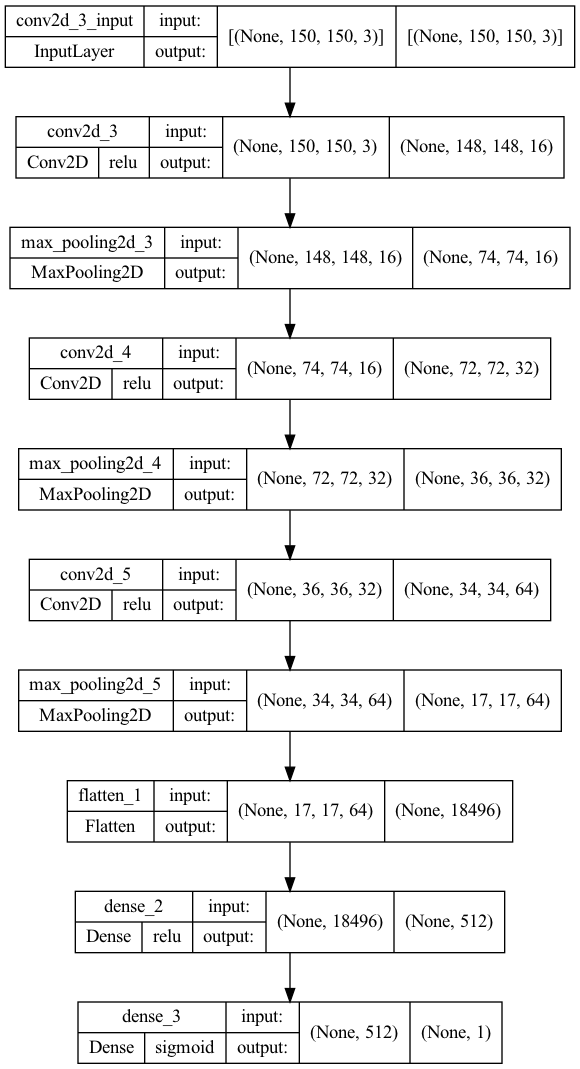 conv2d_3_input input: [(None, 150, 150, 3)] [(None, 150, 150, 3)]
InputLayer output:
conv2d_3 input: (None, 150, 150, 3) (None, 148, 148, 16)
Conv2D relu output:
max_pooling2d_3 input: (None, 148, 148, 16) (None, 74, 74, 16)
MaxPooling2D output:
conv2d_4 input: (None, 74, 74, 16) (None, 72, 72, 32)
Conv2D relu output:
max_pooling2d_4 input: (None, 72, 72, 32) (None, 36, 36, 32)
MaxPooling2D output:
conv2d_5 input: (None, 36, 36, 32) (None, 34, 34, 64)
Conv2D relu output:
max_pooling2d_5 input: (None, 34, 34, 64) (None, 17, 17, 64)
MaxPooling2D output:
flatten_1 input: (None, 17, 17, 64) (None, 18496)
Flatten output:
dense_2 input: (None, 18496) (None, 512)
Dense relu output:
dense_3 input: (None, 512) (None, 1)
Dense sigmoid output: